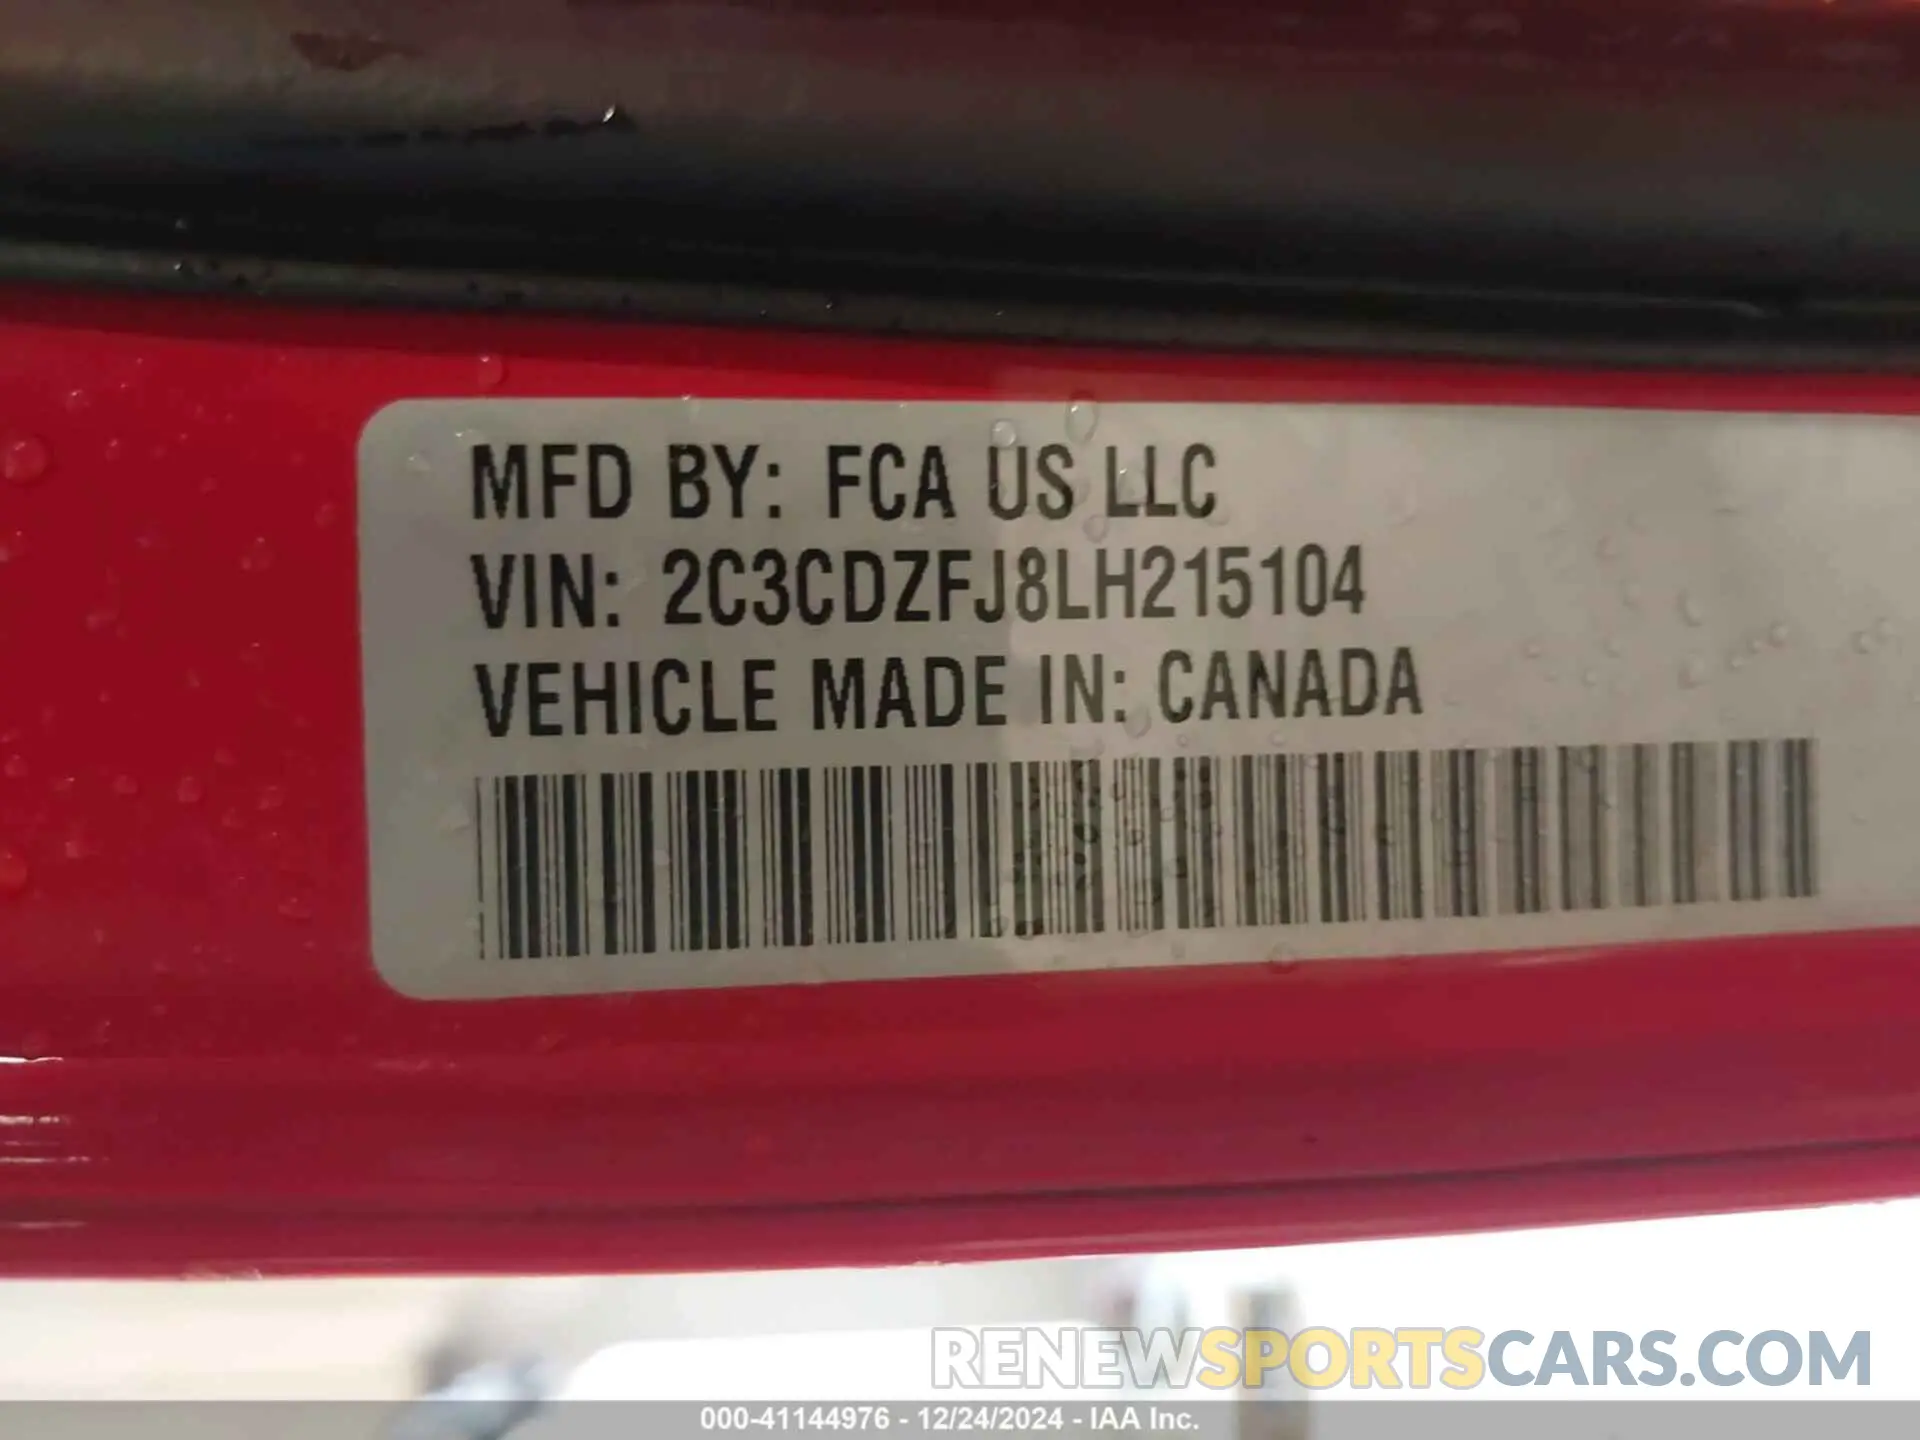 MFD BY: FCA US LLC
VIN: 2C3CDZFJ8LH215104
VEHICLE MADE IN: CANADA
RENEWSPORTSCARS.COM
000-41144976 - 12/24/2024 - IAA Inc.